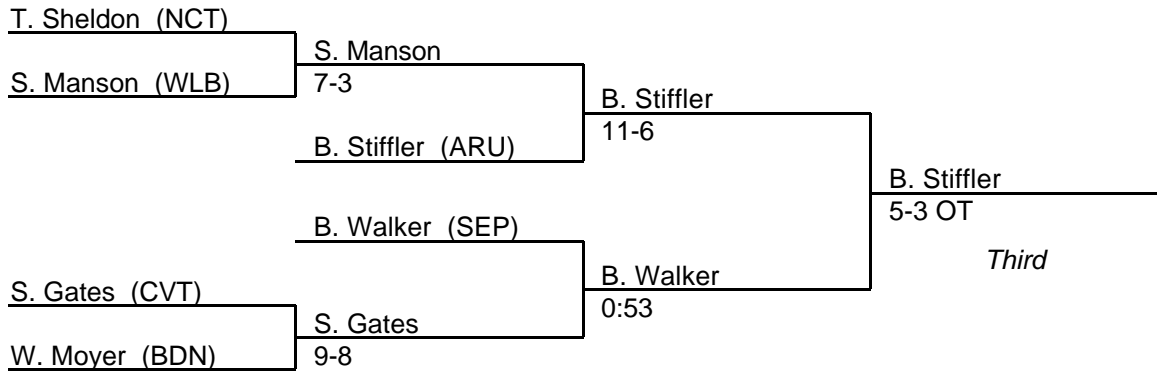 T. Sheldon (NCT)
S. Manson
S. Manson (WLB)
7-3
B. Stiffler
11-6
B. Stiffler (ARU)
B. Stiffler
5-3 OT
B. Walker (SEP)
Third
B. Walker
S. Gates (CVT)
0:53
S. Gates
W. Moyer (BDN)
9-8